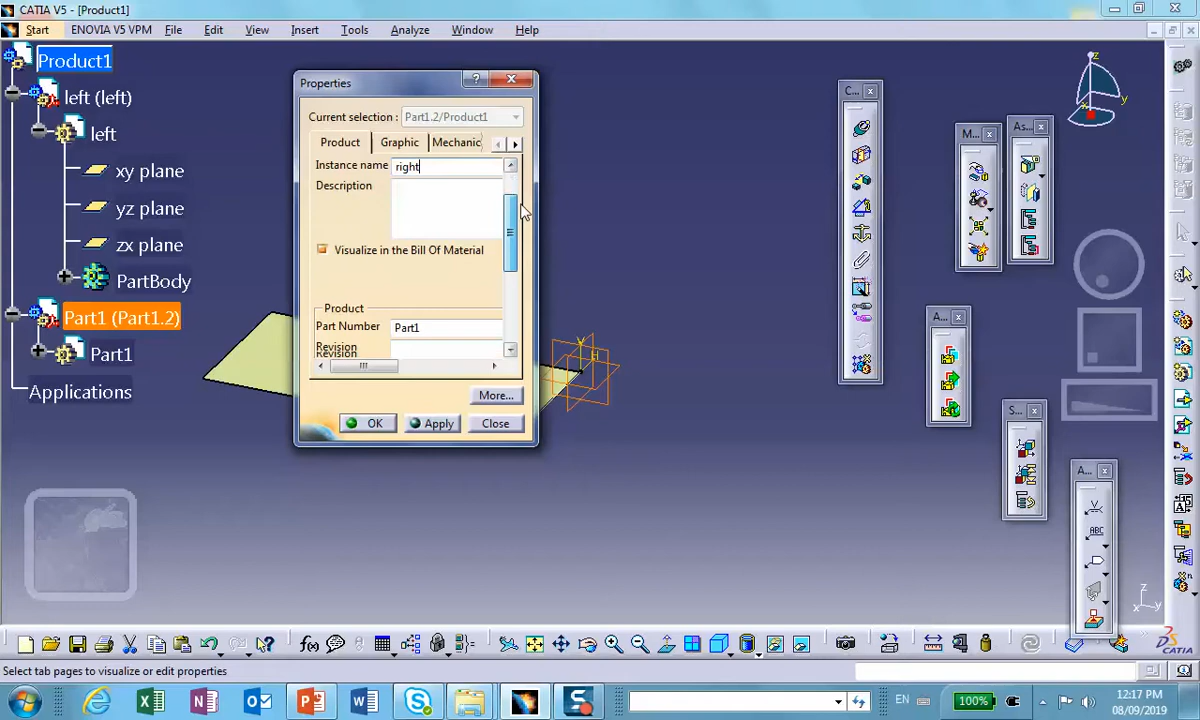 CATIA V5 - [Product1]
Start ENOVIA V5 VPM File Edit View Insert Tools Analyze Window Help
Product1
left (left)
left
xy plane
yz plane
zx plane
PartBody
Part1 (Part1.2)
Part1
Applications
Properties
Current selection : Part1.2/Product1
Product Graphic Mechanic
Instance name right
Description
Visualize in the Bill Of Material
Product
Part Number Part1
Revision
Revision
More...
OK Apply Close
C...
M...
As...
A...
S...
A...
ABC
z
y
x
V
H
z
y
f(x)
CATIA
Select tab pages to visualize or edit properties
EN
100%
12:17 PM
08/09/2019